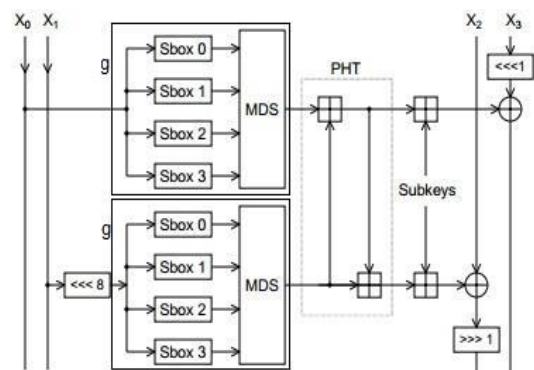 X0 X1 X2 X3
g
Sbox 0
Sbox 1
Sbox 2
Sbox 3
MDS
PHT
<<<1
Subkeys
g
<<< 8
Sbox 0
Sbox 1
Sbox 2
Sbox 3
MDS
>>> 1